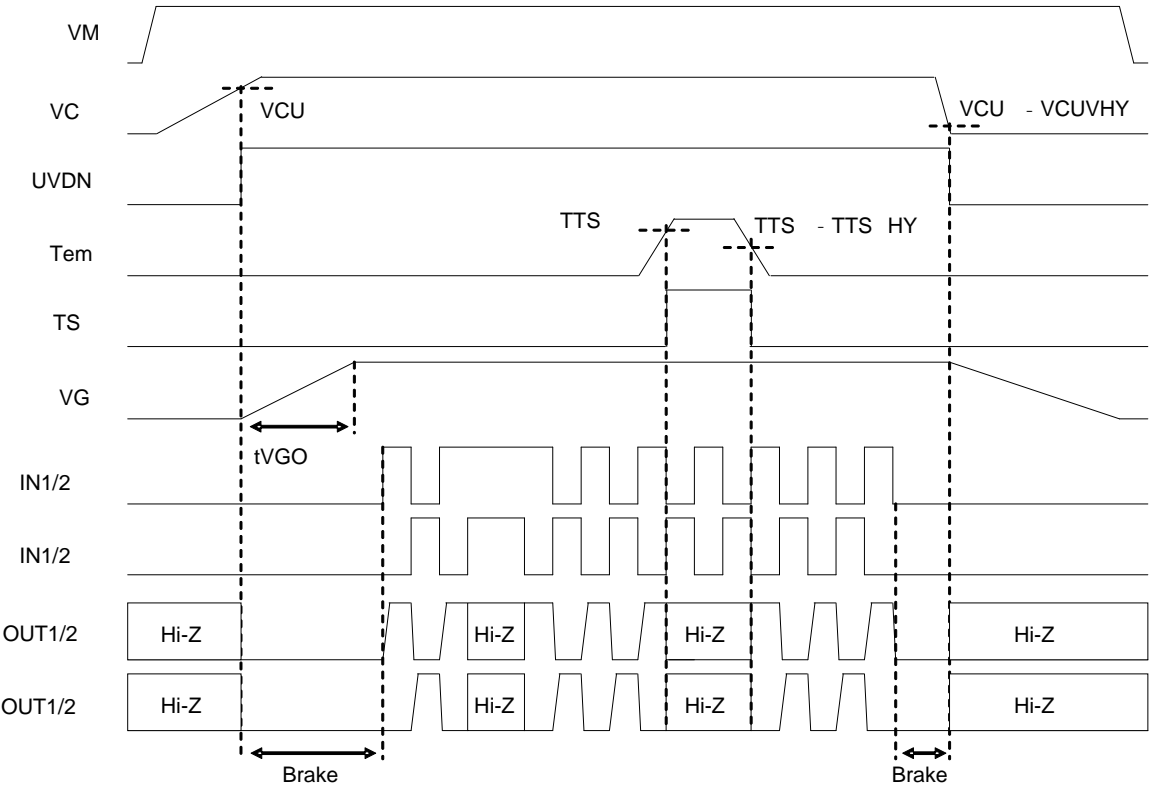 VM
VC
VCU
VCU - VCUVHY
UVDN
TTS
TTS - TTS HY
Tem
TS
VG
tVGO
IN1/2
IN1/2
OUT1/2 Hi-Z Hi-Z Hi-Z Hi-Z
OUT1/2 Hi-Z Hi-Z Hi-Z Hi-Z
Brake Brake